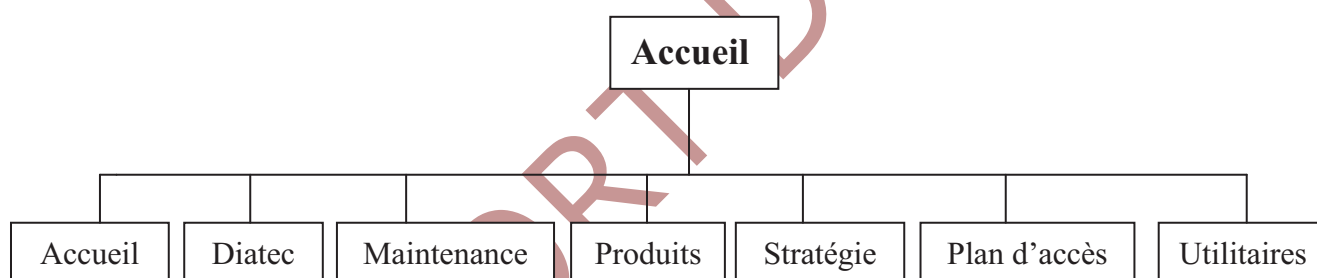 Accueil
Accueil Diatec Maintenance Produits Stratégie Plan d'accès Utilitaires